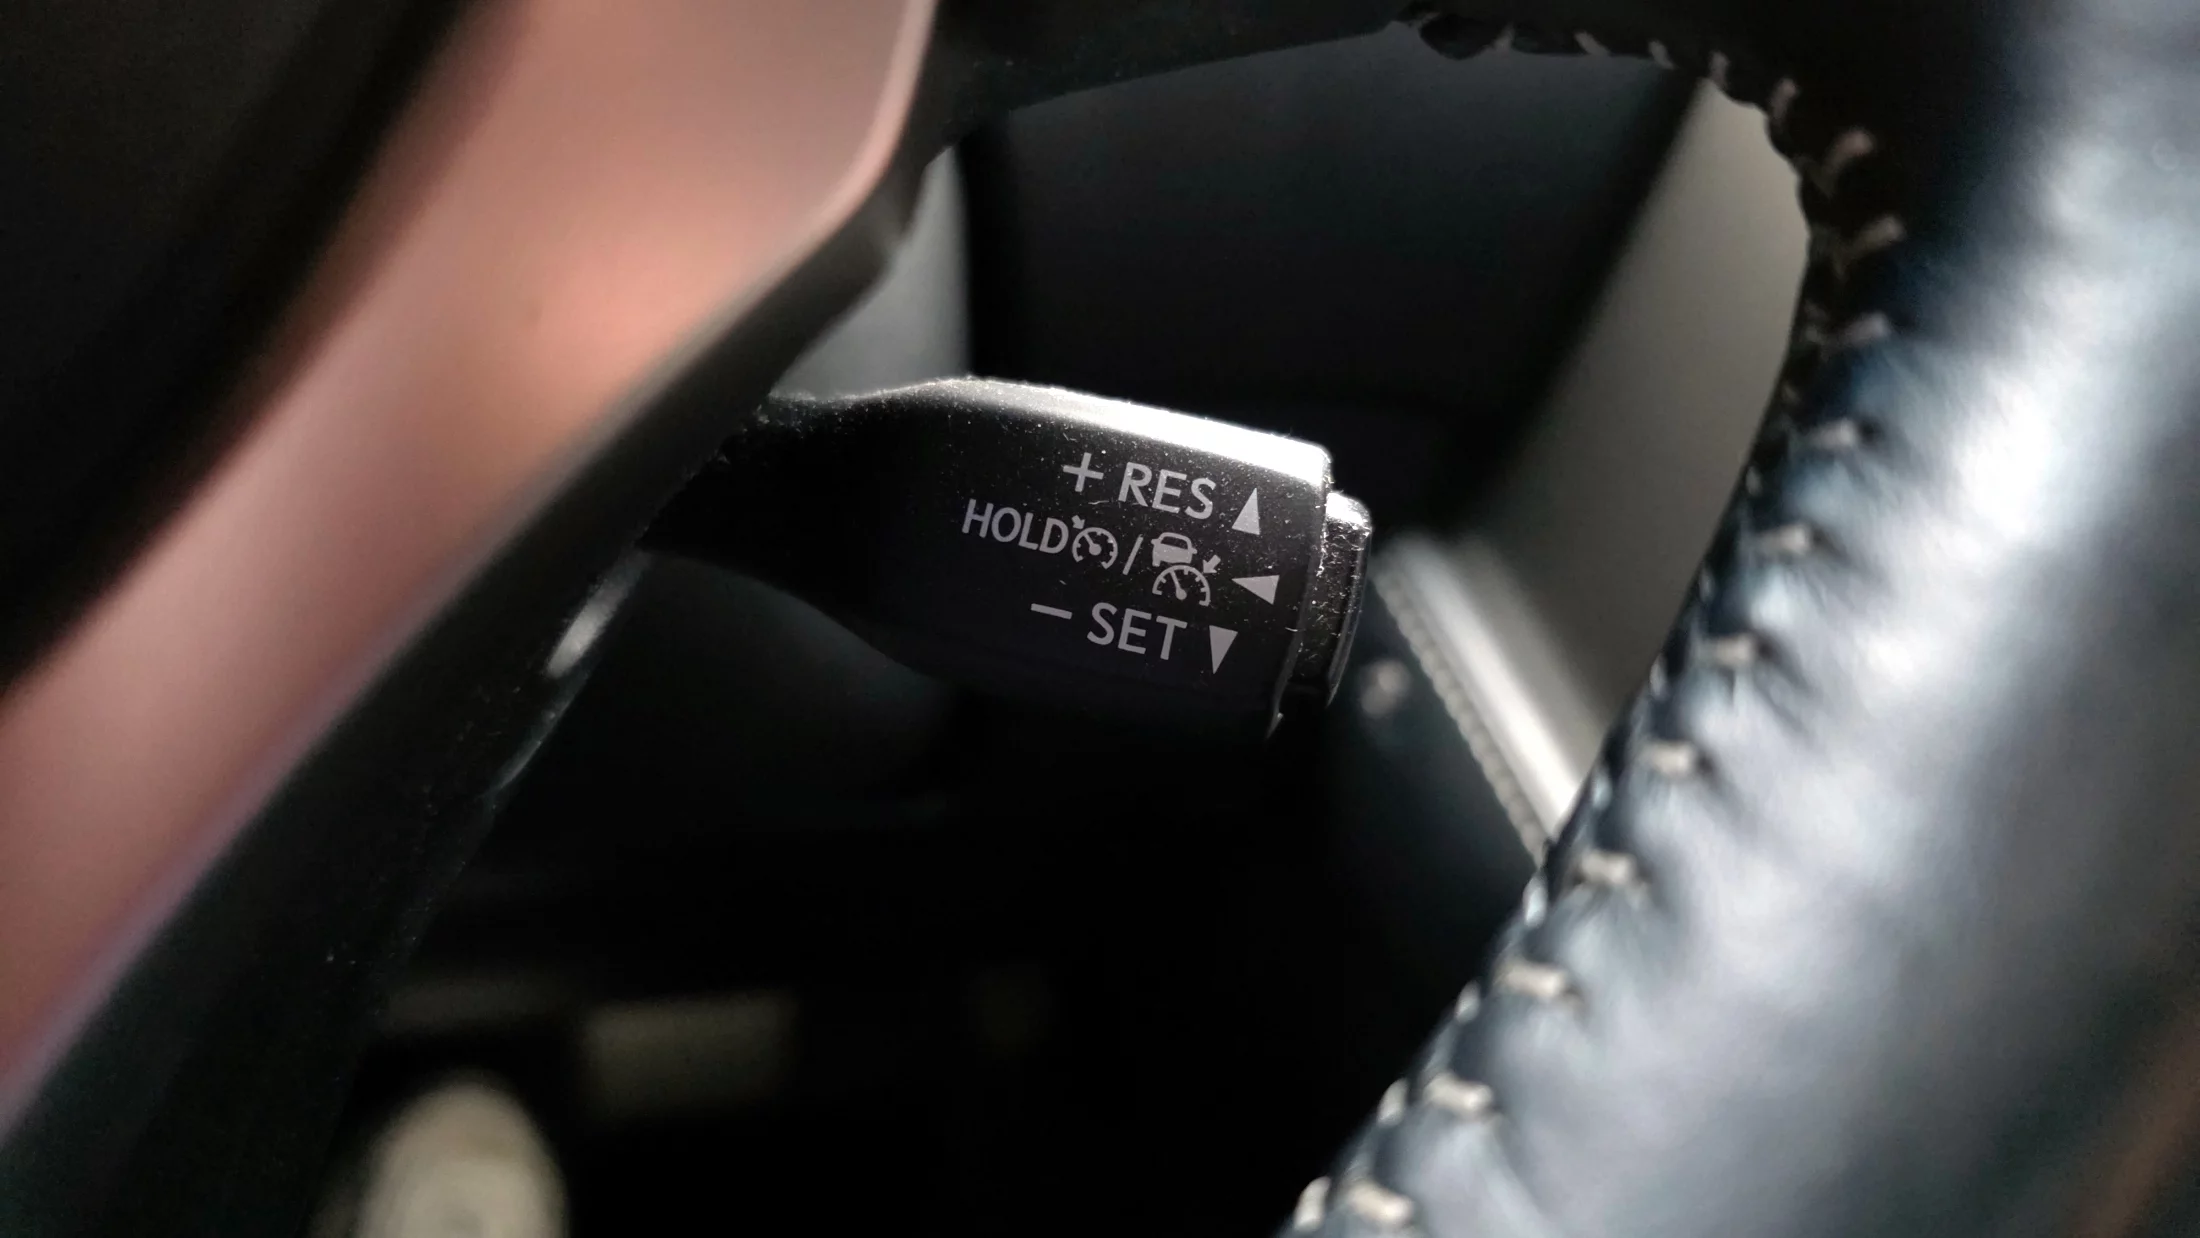 + RES ▲
HOLD / ◀
− SET ▼